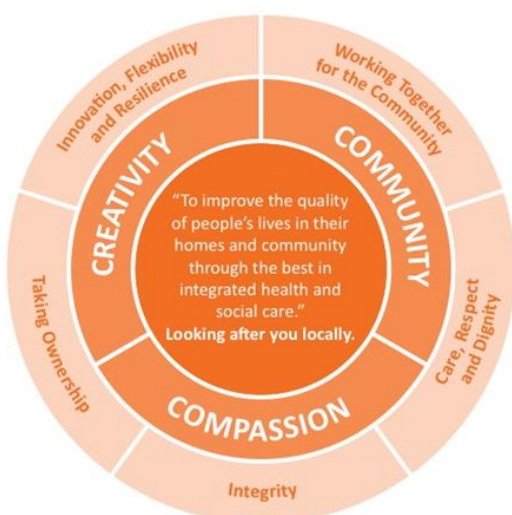 Innovation, Flexibility
and Resilience
Working Together
for the Community
CREATIVITY
COMMUNITY
“To improve the quality
of people’s lives in their
homes and community
through the best in
integrated health and
social care.”
Looking after you locally.
Taking Ownership
Care, Respect
and Dignity
COMPASSION
Integrity